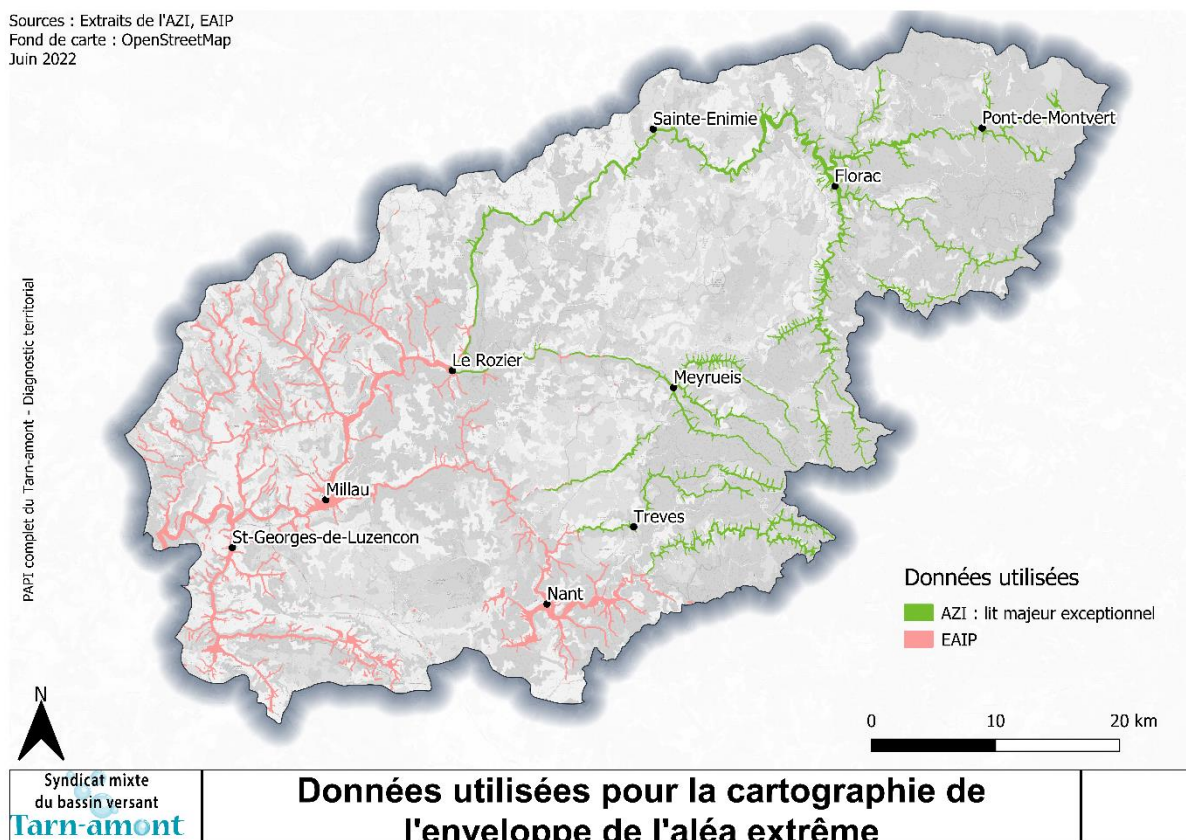 Sources : Extraits de l'AZI, EAIP
Fond de carte : OpenStreetMap
Juin 2022
PAPI complet du Tarn-amont - Diagnostic territorial
Sainte-Enimie
Pont-de-Montvert
Florac
Le Rozier
Meyrueis
Millau
Treves
St-Georges-de-Luzencon
Nant
Données utilisées
AZI : lit majeur exceptionnel
EAIP
N
0 10 20 km
Syndicat mixte
du bassin versant
Tarn-amont
Données utilisées pour la cartographie de
l'enveloppe de l'aléa extrême